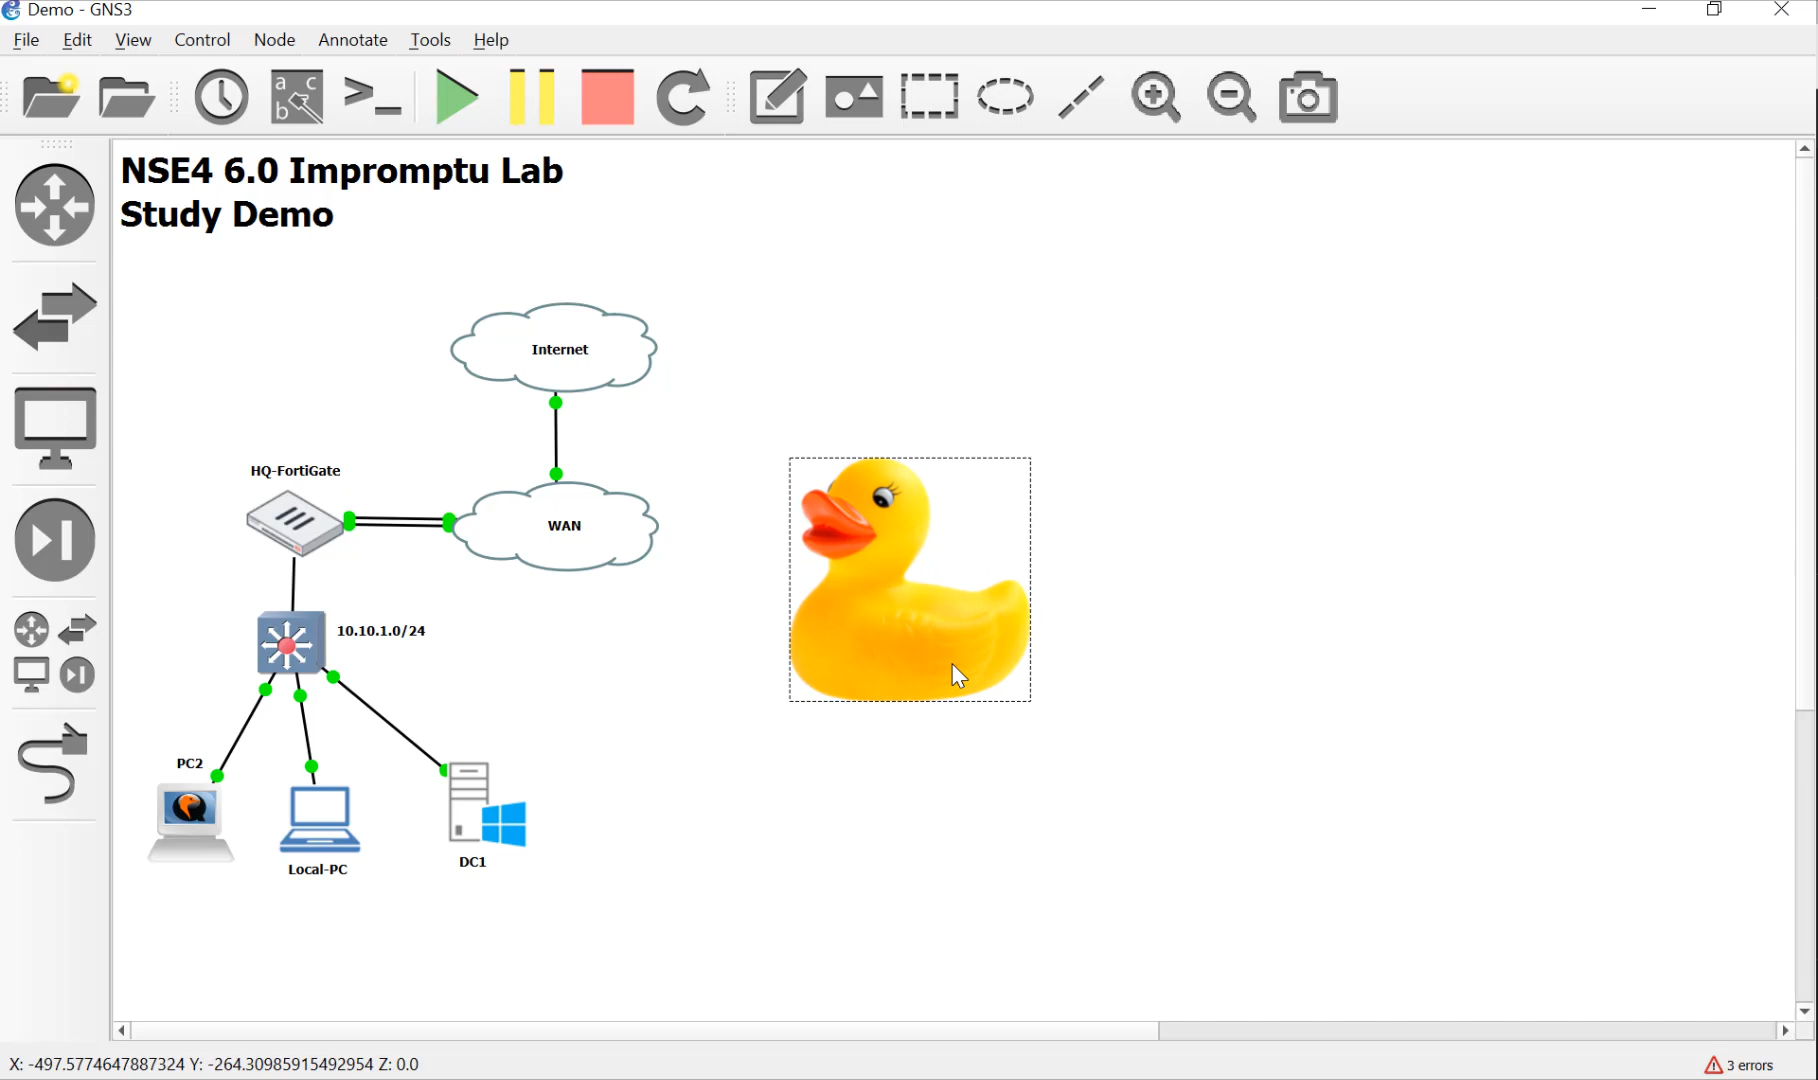 Demo - GNS3
File Edit View Control Node Annotate Tools Help
a c
b
>_
NSE4 6.0 Impromptu Lab
Study Demo
Internet
HQ-FortiGate
WAN
10.10.1.0/24
PC2
Local-PC
DC1
X: -497.5774647887324 Y: -264.30985915492954 Z: 0.0
3 errors